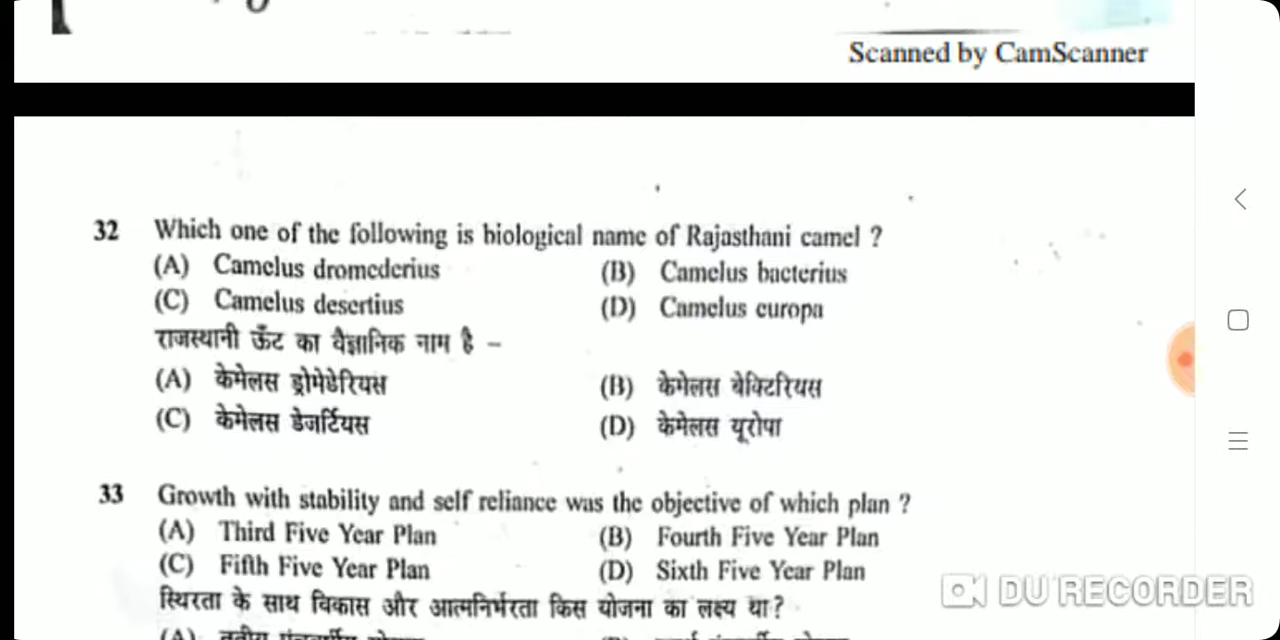 Scanned by CamScanner
32 Which one of the following is biological name of Rajasthani camel ?
(A) Camelus dromederius (B) Camelus bacterius
(C) Camelus desertius (D) Camelus europa
राजस्थानी ऊँट का वैज्ञानिक नाम है –
(A) केमेलस ड्रोमेडेरियस (B) केमेलस बेक्टिरियस
(C) केमेलस डेजर्टियस (D) केमेलस यूरोपा
33 Growth with stability and self reliance was the objective of which plan ?
(A) Third Five Year Plan (B) Fourth Five Year Plan
(C) Fifth Five Year Plan (D) Sixth Five Year Plan
DU RECORDER
स्थिरता के साथ विकास और आत्मनिर्भरता किस योजना का लक्ष्य था?